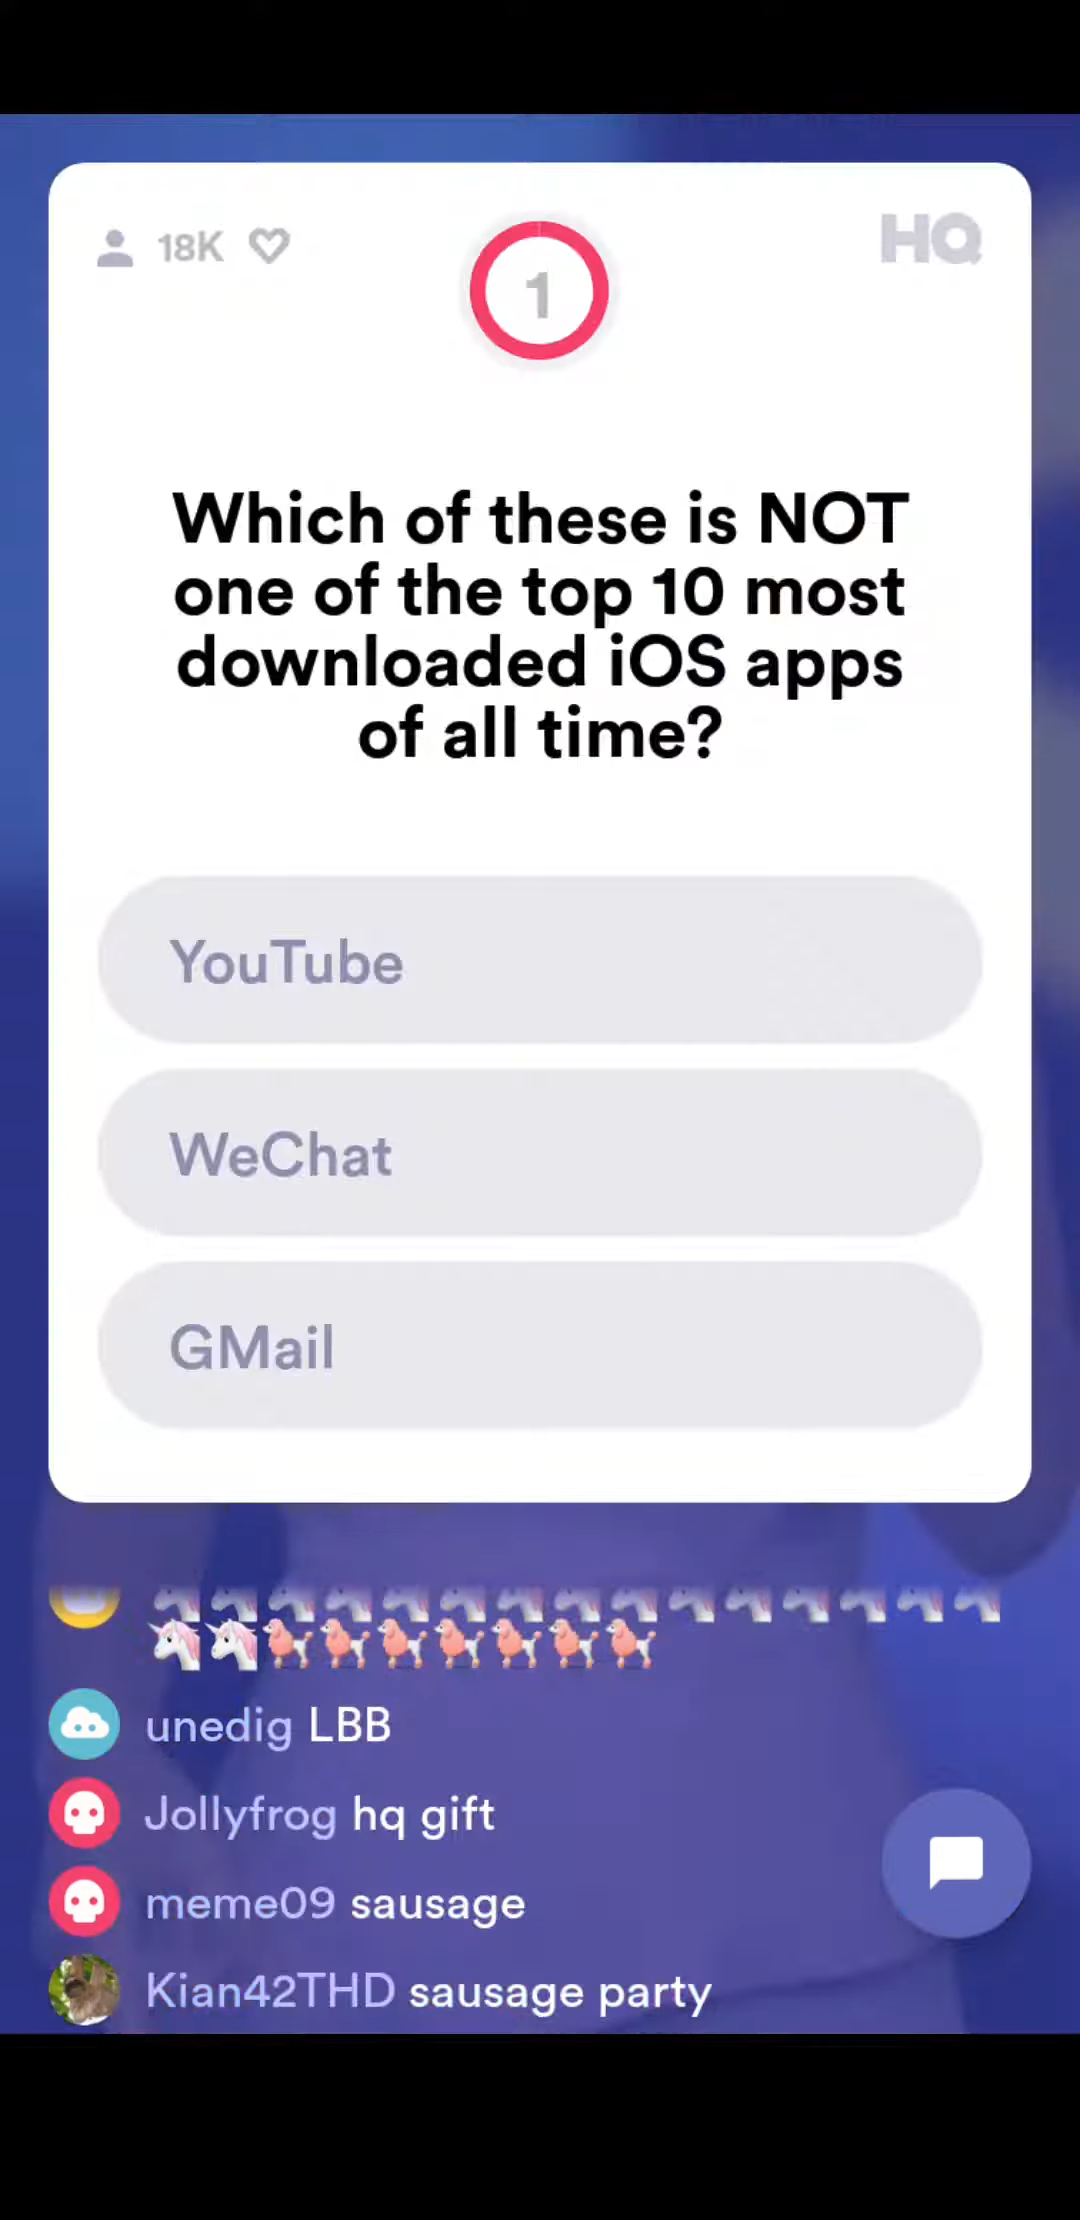 18K
HQ
1
Which of these is NOT
one of the top 10 most
downloaded iOS apps
of all time?
YouTube
WeChat
GMail
unedig LBB
Jollyfrog hq gift
meme09 sausage
Kian42THD sausage party